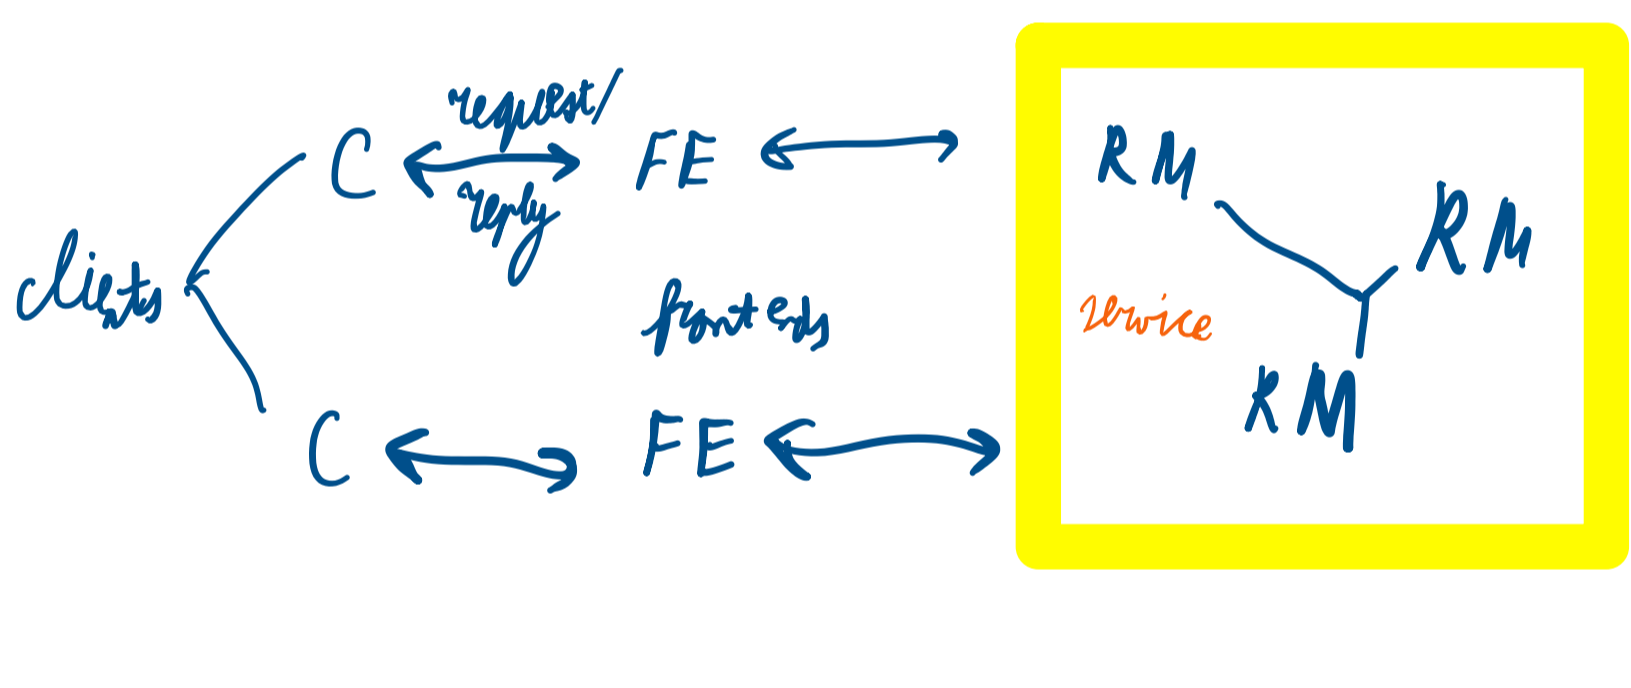 request/
C
FE
reply
RM
RM
clients
front ends
service
C
FE
RM